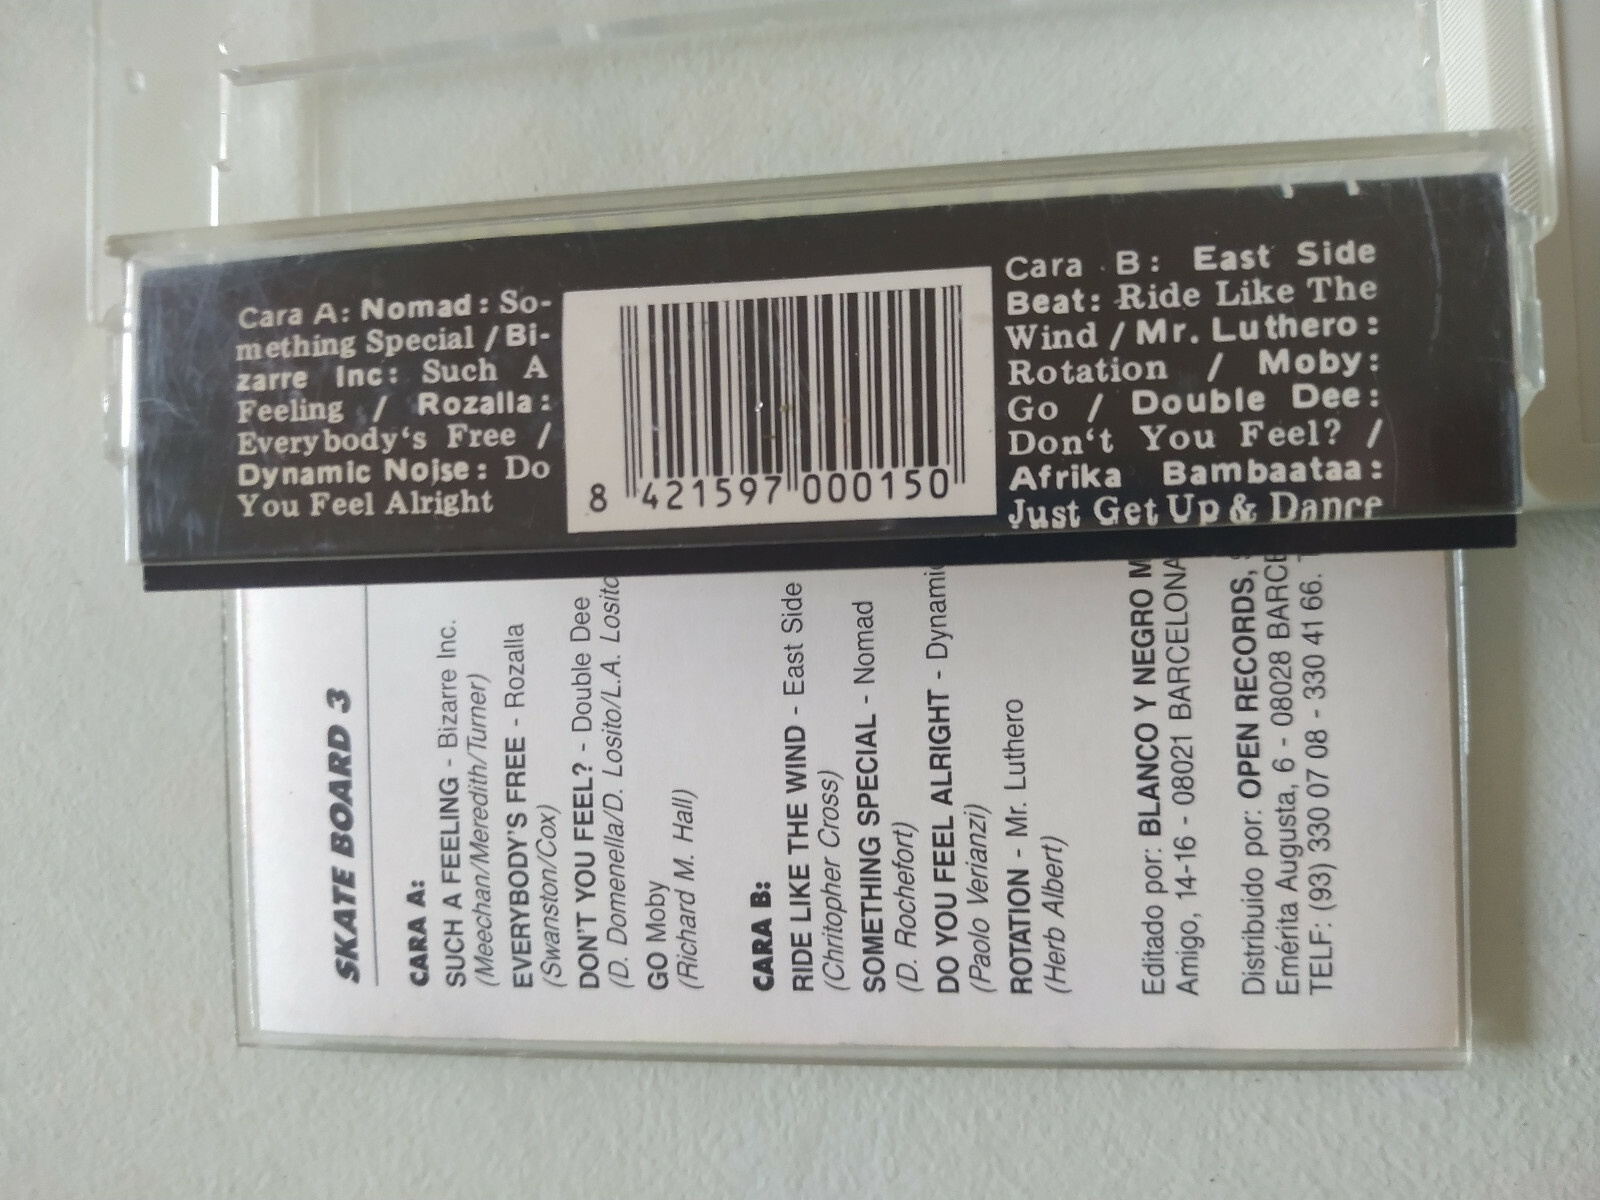 Cara A: Nomad: So-
mething Special / Bi-
zarre Inc: Such A
Feeling / Rozalla:
Everybody‘s Free /
Dynamic Noise: Do
You Feel Alright
8 421597 000150
Cara B: East Side
Beat: Ride Like The
Wind / Mr. Luthero:
Rotation / Moby:
Go / Double Dee:
Don‘t You Feel? /
Afrika Bambaataa:
Just Get Up & Dance
SKATE BOARD 3
CARA A:
SUCH A FEELING - Bizarre Inc.
(Meechan/Meredith/Turner)
EVERYBODY'S FREE - Rozalla
(Swanston/Cox)
DON'T YOU FEEL? - Double Dee
(D. Domenella/D. Losito/L.A. Losito
GO Moby
(Richard M. Hall)
CARA B:
RIDE LIKE THE WIND - East Side
(Chritopher Cross)
SOMETHING SPECIAL - Nomad
(D. Rochefort)
DO YOU FEEL ALRIGHT - Dynamic
(Paolo Verianzi)
ROTATION - Mr. Luthero
(Herb Albert)
Editado por: BLANCO Y NEGRO
Amigo, 14-16 - 08021 BARCELONA
Distribuido por: OPEN RECORDS,
Emérita Augusta, 6 - 08028
TELF: (93) 330 07 08 - 330 41 66.